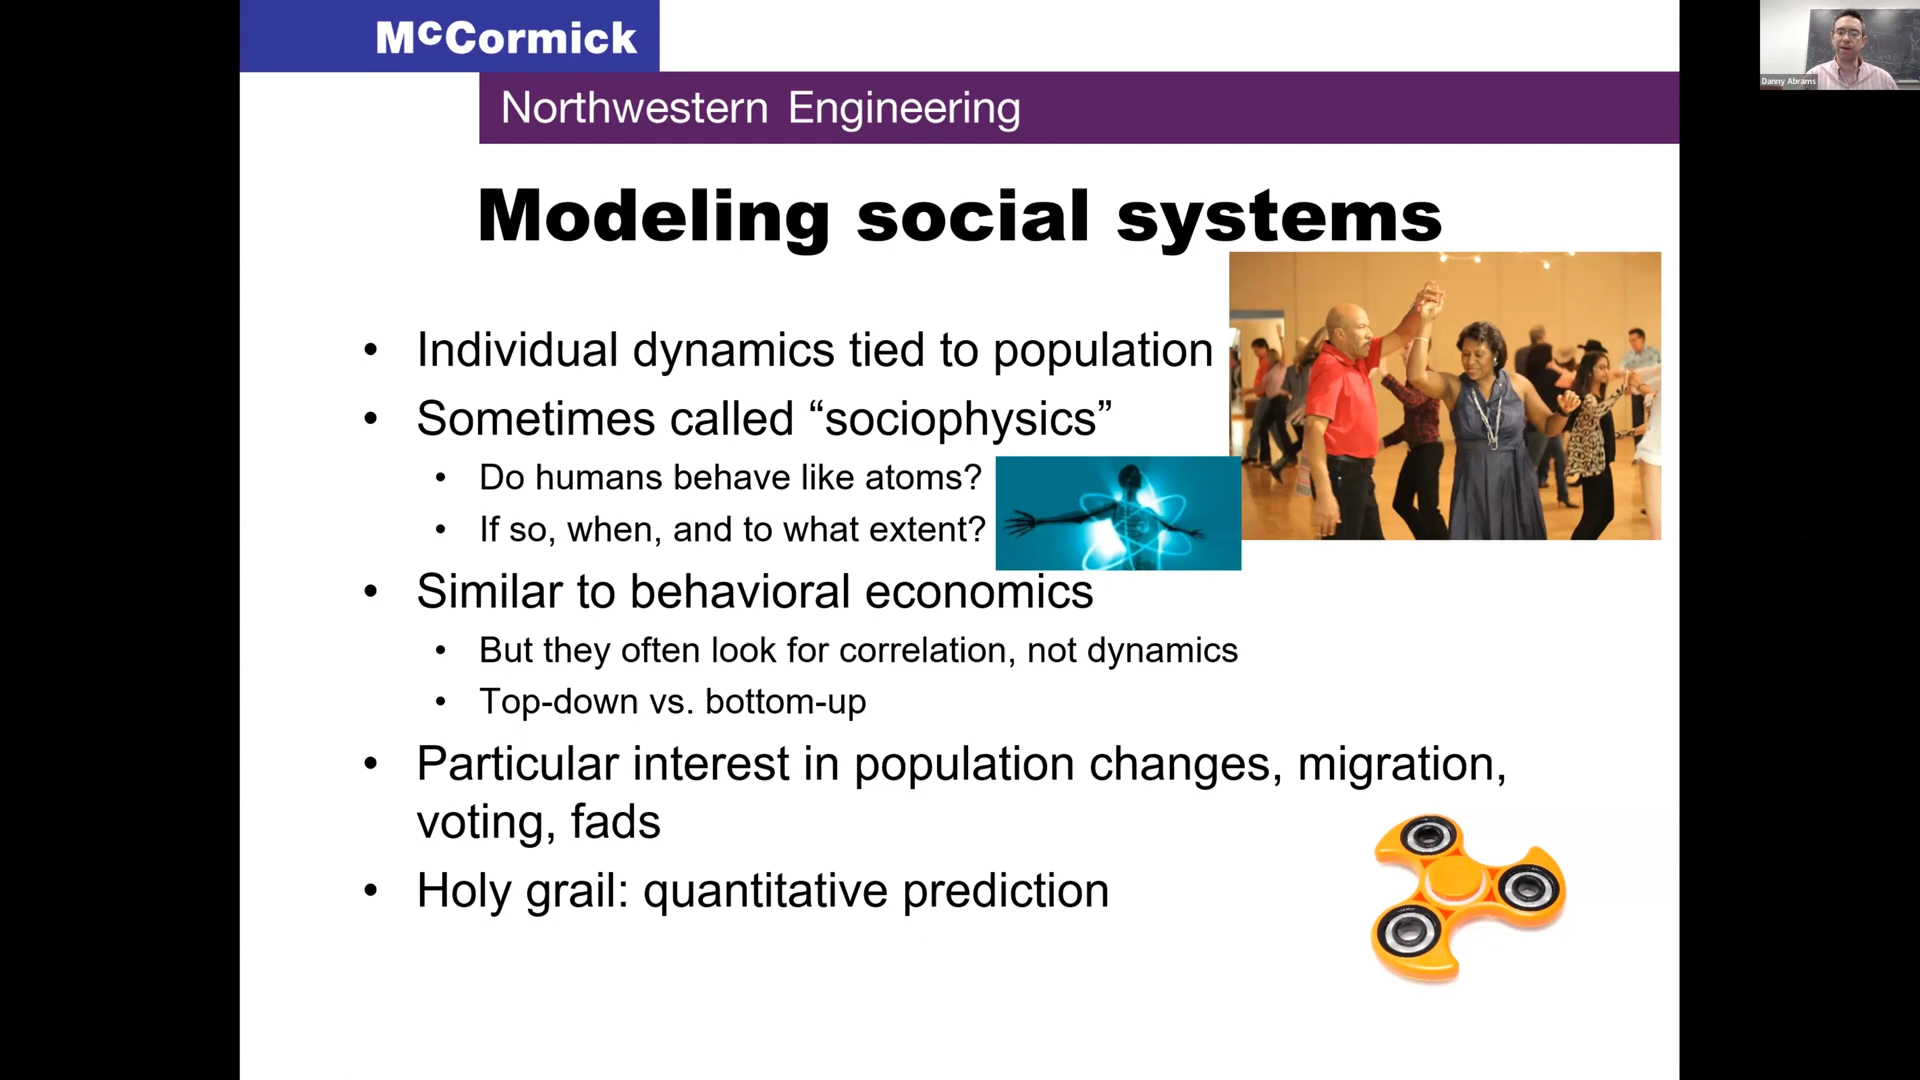 McCormick
Northwestern Engineering
Danny Abrams
Modeling social systems
• Individual dynamics tied to population
• Sometimes called “sociophysics”
• Do humans behave like atoms?
• If so, when, and to what extent?
• Similar to behavioral economics
• But they often look for correlation, not dynamics
• Top-down vs. bottom-up
• Particular interest in population changes, migration,
voting, fads
• Holy grail: quantitative prediction